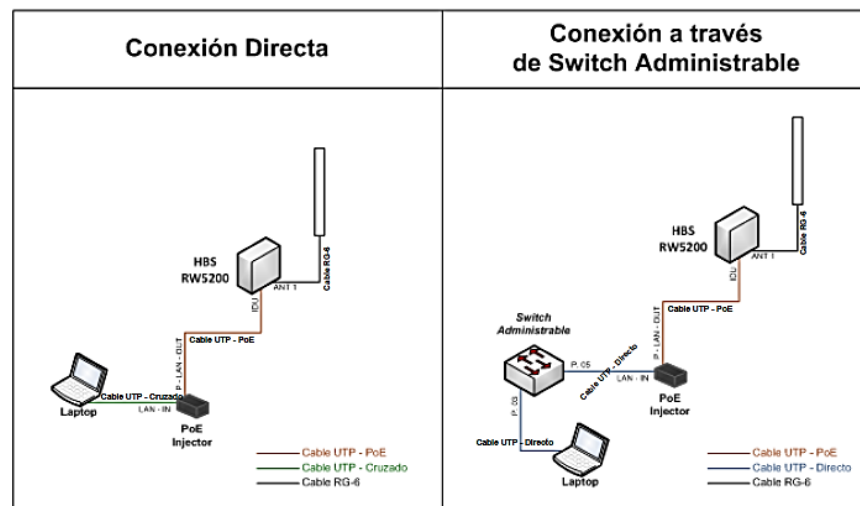 Conexión Directa
Conexión a través
de Switch Administrable
HBS
RW5200
IDU
ANT 1
Cable RG-6
Cable UTP - PoE
P - LAN - OUT
Laptop
Cable UTP - Cruzado
LAN - IN
PoE
Injector
Cable UTP - PoE
Cable UTP - Cruzado
Cable RG-6
HBS
RW5200
IDU
ANT 1
Cable RG-6
Cable UTP - PoE
P - LAN - OUT
Switch
Administrable
P. 05
Cable UTP - Directo
LAN - IN
PoE
Injector
P. 03
Cable UTP - Directo
Laptop
Cable UTP - PoE
Cable UTP - Directo
Cable RG-6